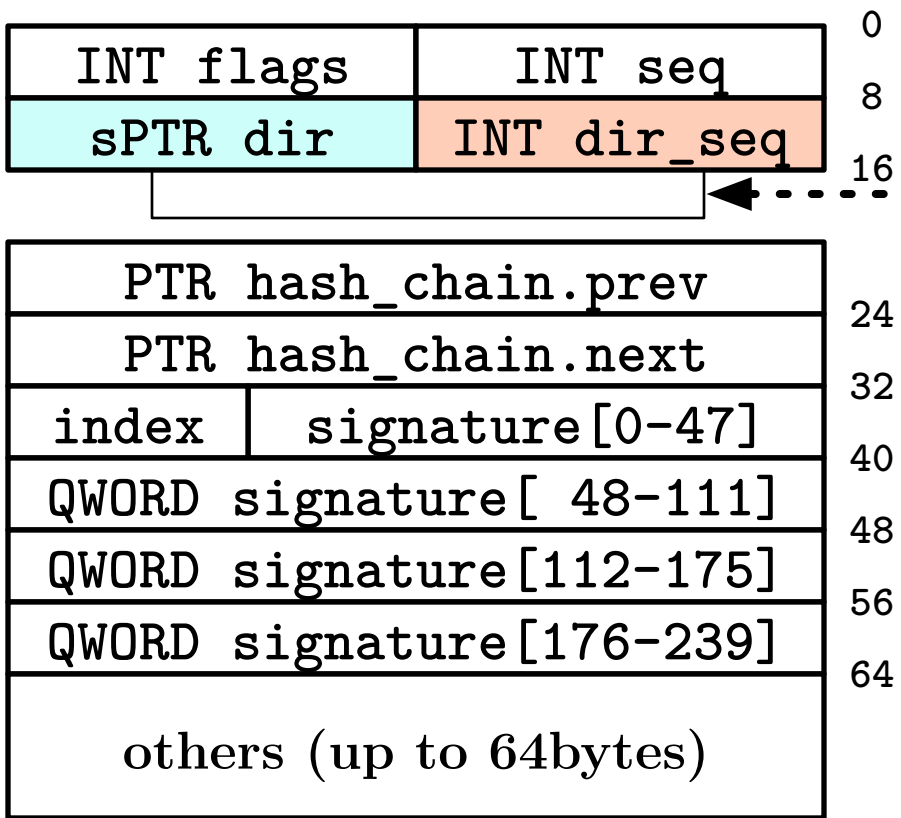 0
INT flags INT seq
8
sPTR dir INT dir_seq
16
PTR hash_chain.prev
24
PTR hash_chain.next
32
index signature[0-47]
40
QWORD signature[ 48-111]
48
QWORD signature[112-175]
56
QWORD signature[176-239]
64
others (up to 64bytes)